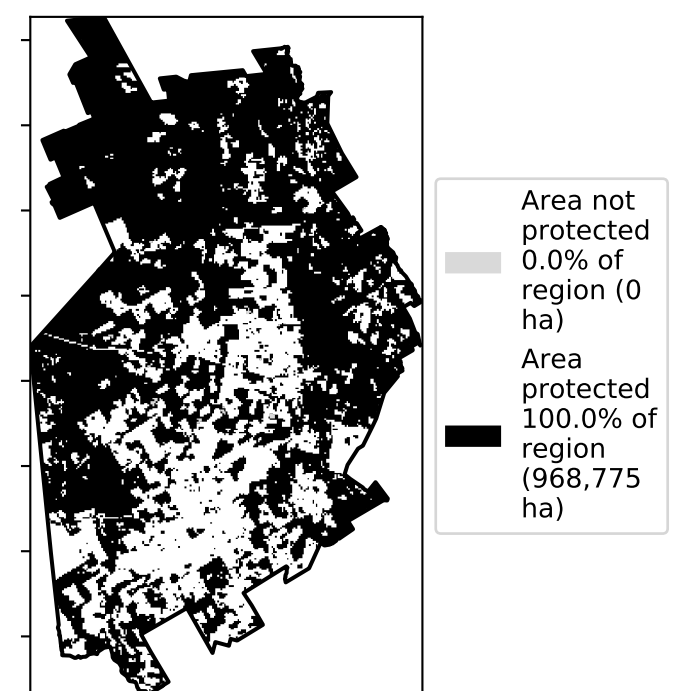 Area not
protected
0.0% of
region (0
ha)
Area
protected
100.0% of
region
(968,775
ha)